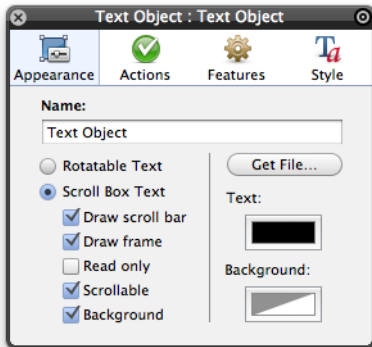 Text Object : Text Object
Appearance Actions Features Style
Name:
Text Object
Rotatable Text
Scroll Box Text
Draw scroll bar
Draw frame
Read only
Scrollable
Background
Get File...
Text:
Background: